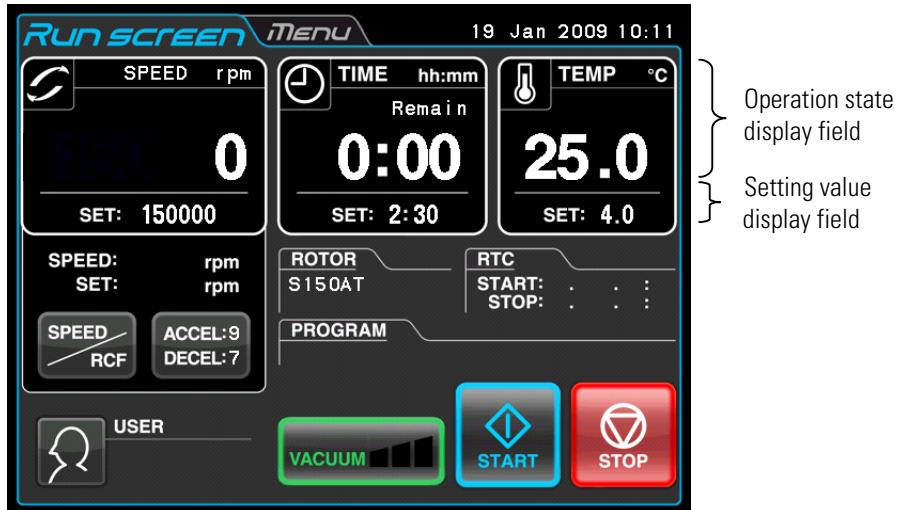 Run screen Menu 19 Jan 2009 10:11
SPEED rpm
0
SET: 150000
TIME hh:mm
Remain
0:00
SET: 2:30
TEMP °C
25.0
SET: 4.0
Operation state
display field
Setting value
display field
SPEED: rpm
SET: rpm
SPEED
RCF
ACCEL:9
DECEL:7
ROTOR
S150AT
RTC
START: . . :
STOP: . . :
PROGRAM
USER
VACUUM
START
STOP